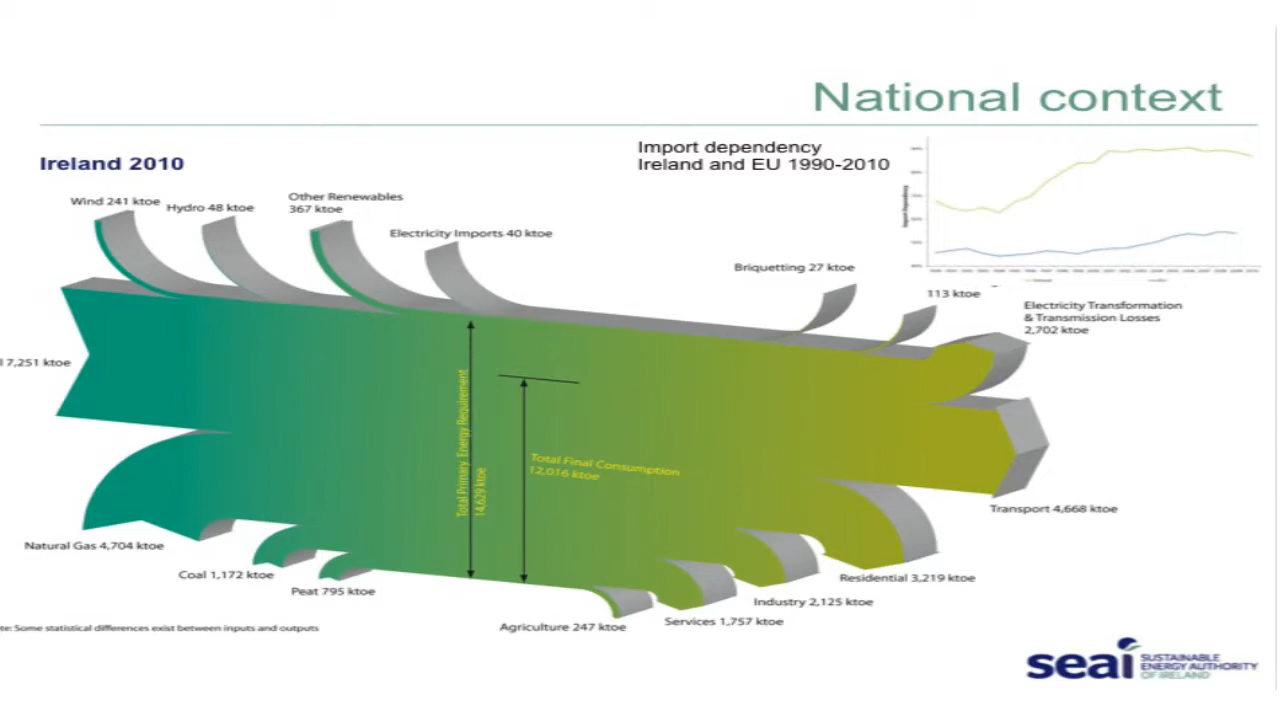 National context
Ireland 2010
Import dependency
Ireland and EU 1990-2010
Import Dependency
Wind 241 ktoe
Hydro 48 ktoe
Other Renewables
367 ktoe
Electricity Imports 40 ktoe
Briquetting 27 ktoe
113 ktoe
Electricity Transformation
& Transmission Losses
2,702 ktoe
7,251 ktoe
Total Primary Energy Requirement
14,629 ktoe
Total Final Consumption
12,016 ktoe
Transport 4,668 ktoe
Natural Gas 4,704 ktoe
Coal 1,172 ktoe
Peat 795 ktoe
Residential 3,219 ktoe
Industry 2,125 ktoe
Services 1,757 ktoe
Agriculture 247 ktoe
te: Some statistical differences exist between inputs and outputs
seai
SUSTAINABLE
ENERGY AUTHORITY
OF IRELAND